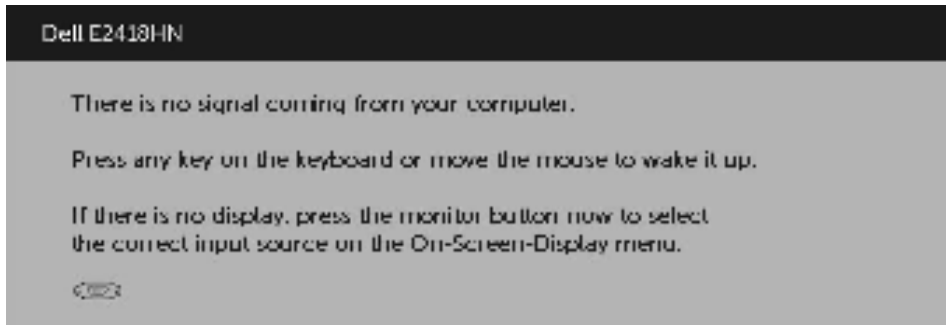 Dell E2418HN
There is no signal coming from your computer.
Press any key on the keyboard or move the mouse to wake it up.
If there is no display, press the monitor button now to select
the correct input source on the On-Screen-Display menu.